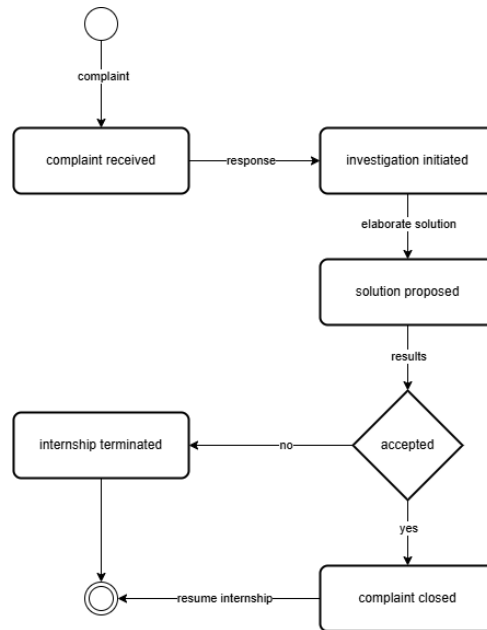 complaint
complaint received
response
investigation initiated
elaborate solution
solution proposed
results
internship terminated
no
accepted
yes
resume internship
complaint closed